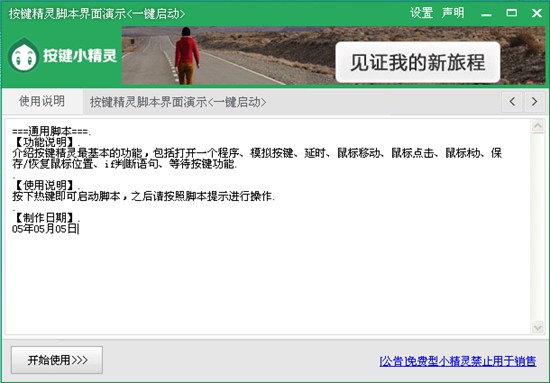 按键精灵脚本界面演示<一键启动>
设置 声明
按键小精灵
见证我的新旅程
使用说明
按键精灵脚本界面演示<一键启动>
===通用脚本===.
【功能说明】.
介绍按键精灵最基本的功能，包括打开一个程序、模拟按键、延时、鼠标移动、鼠标点击、鼠标拖动、保
存/恢复鼠标位置、if判断语句、等待按键功能.
【使用说明】.
按下热键即可启动脚本，之后请按照脚本提示进行操作.
【制作日期】.
05年05月05日
开始使用>>>
[公告]免费型小精灵禁止用于销售